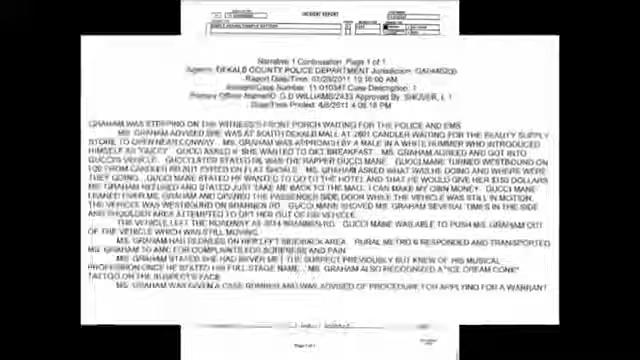 INCIDENT REPORT
Narrative 1 Continuation Page 1 of 1
Agency: DEKALB COUNTY POLICE DEPARTMENT Jurisdiction:
Report Date/Time: 10:16:00 AM
Incident/Case Number: 11-010347 Case Description: 1
Primary Officer Name/ID: G.D WILLIAMS/2433 Approved By: SHIVER, L 1
Date/Time Printed: 4/8/2011 4:08:18 PM
GRAHAM WAS STEPPING ON THE WITNESS'S FRONT PORCH WAITING FOR THE POLICE AND EMS.
MS. GRAHAM ADVISED SHE WAS AT SOUTH DEKALB MALL AT 2801 CANDLER WAITING FOR THE BEAUTY SUPPLY
STORE TO OPEN NEAR CONWAY. MS. GRAHAM WAS APPROACHED BY A MALE IN A WHITE HUMMER WHO INTRODUCED
HIMSELF AS "GUCCI". GUCCI ASKED IF SHE WANTED TO GET BREAKFAST. MS. GRAHAM AGREED AND GOT INTO
GUCCI'S VEHICLE. GUCCI LATER STATED HE WAS THE RAPPER GUCCI MANE. GUCCI MANE TURNED WESTBOUND ON
I-20 FROM CANDLER RD BUT EXITED ON FLAT SHOALS. MS. GRAHAM ASKED WHAT WAS HE DOING AND WHERE WERE
THEY GOING. GUCCI MANE STATED HE WANTED TO GO TO THE HOTEL AND THAT HE WOULD GIVE HER $150 DOLLARS.
MS. GRAHAM REFUSED AND STATED JUST TAKE ME BACK TO THE MALL, I CAN MAKE MY OWN MONEY. GUCCI MANE
LEANED OVER MS. GRAHAM AND OPENED THE PASSENGER SIDE DOOR WHILE THE VEHICLE WAS STILL IN MOTION.
THE VEHICLE WAS WESTBOUND ON BRANNEN RD. GUCCI MANE SHOVED MS. GRAHAM SEVERAL TIMES IN THE SIDE
AND SHOULDER AREA ATTEMPTED TO GET HER OUT OF HIS VEHICLE.
THE VEHICLE LEFT THE ROADWAY AS BRANNEN RD. GUCCI MANE WAS ABLE TO PUSH MS. GRAHAM OUT
OF THE VEHICLE WHICH WAS STILL MOVING.
MS. GRAHAM HAD REDNESS ON HER LEFT SIDE/BACK AREA. RURAL METRO 6 RESPONDED AND TRANSPORTED
MS. GRAHAM TO FOR COMPLAINTS FOR SORENESS AND PAIN.
MS. GRAHAM STATED SHE HAD NEVER MET THE SUSPECT PREVIOUSLY BUT KNEW OF HIS MUSICAL
PROFESSION ONCE HE STATED HIS FULL STAGE NAME. MS. GRAHAM ALSO RECOGNIZED A "ICE CREAM CONE"
TATTOO ON THE SUSPECT'S FACE.
MS. GRAHAM WAS GIVEN A CASE NUMBER AND WAS ADVISED OF PROCEDURE FOR APPLYING FOR A WARRANT
Page 1 of 1